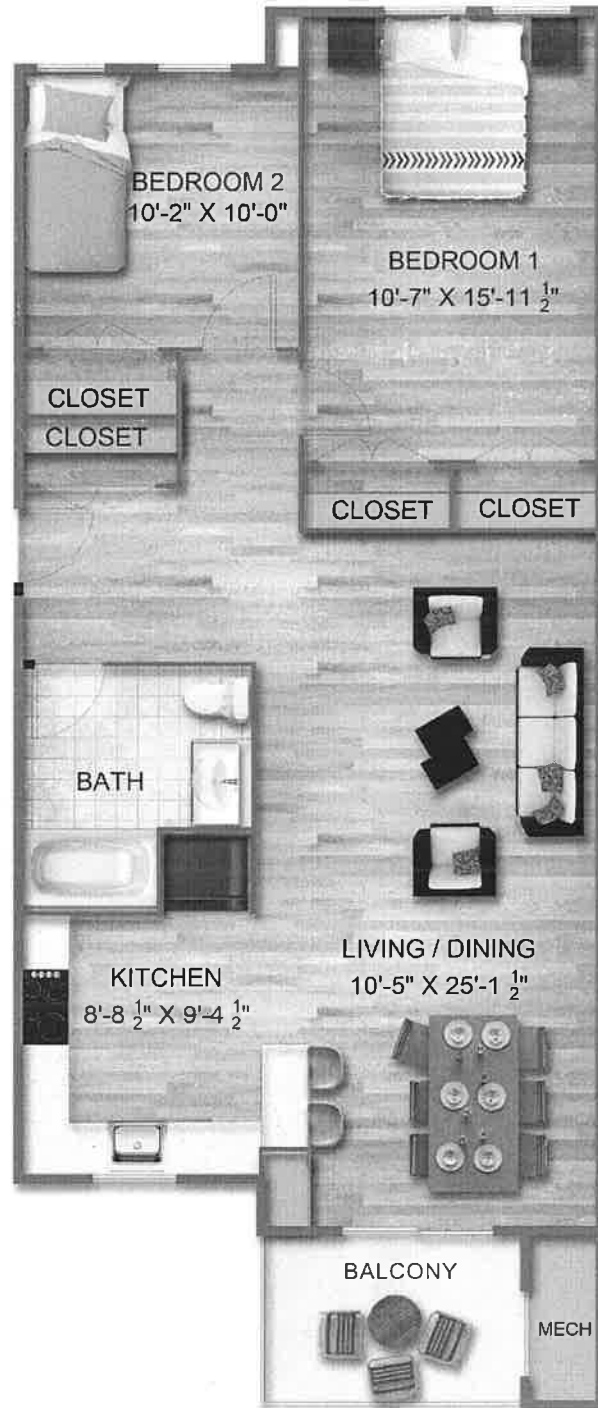 BEDROOM 2
10'-2" X 10'-0"
BEDROOM 1
10'-7" X 15'-11 1/2"
CLOSET
CLOSET
CLOSET
CLOSET
BATH
LIVING / DINING
10'-5" X 25'-1 1/2"
KITCHEN
8'-8 1/2" X 9'-4 1/2"
BALCONY
MECH